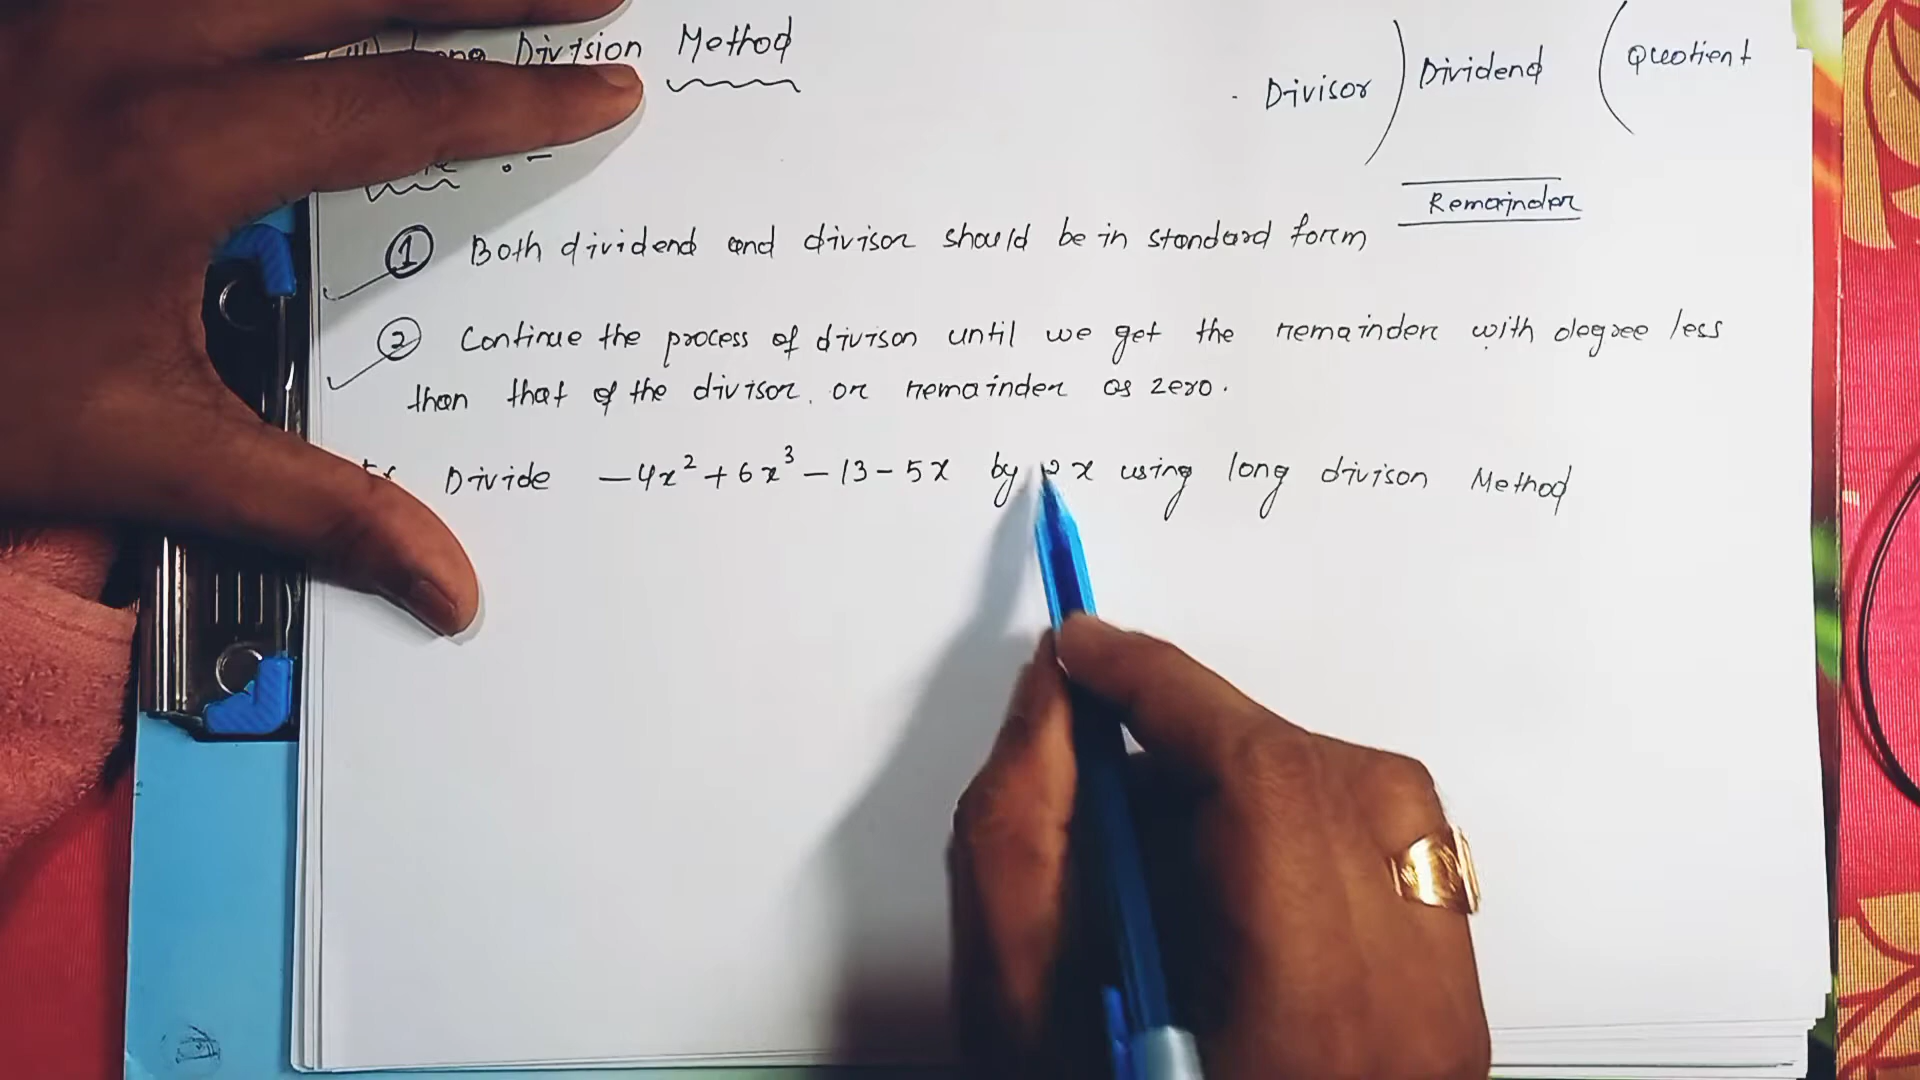 Division Method
Divisor ) Dividend ( Quotient
Remainder
① Both dividend and divisor should be in standard form
② Continue the process of divison until we get the remainder with degree less
than that of the divisor. or remainder as zero.
Divide −4x² + 6x³ − 13 − 5x by 2x using long divison Method